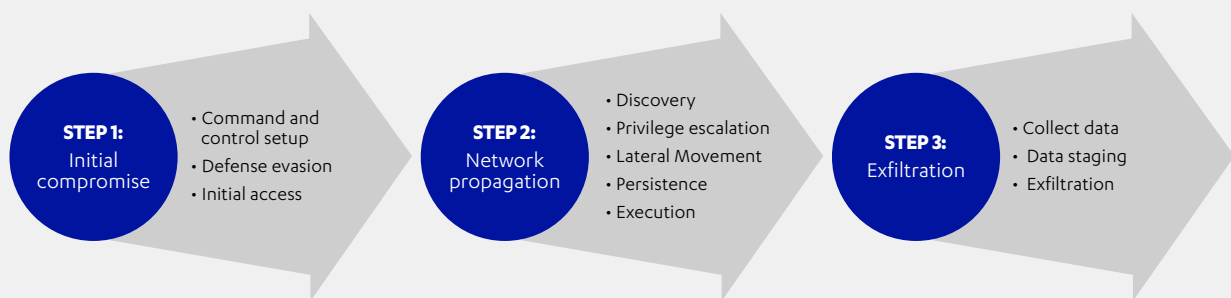 STEP 1:
Initial
compromise
• Command and
control setup
• Defense evasion
• Initial access
STEP 2:
Network
propagation
• Discovery
• Privilege escalation
• Lateral Movement
• Persistence
• Execution
STEP 3:
Exfiltration
• Collect data
• Data staging
• Exfiltration